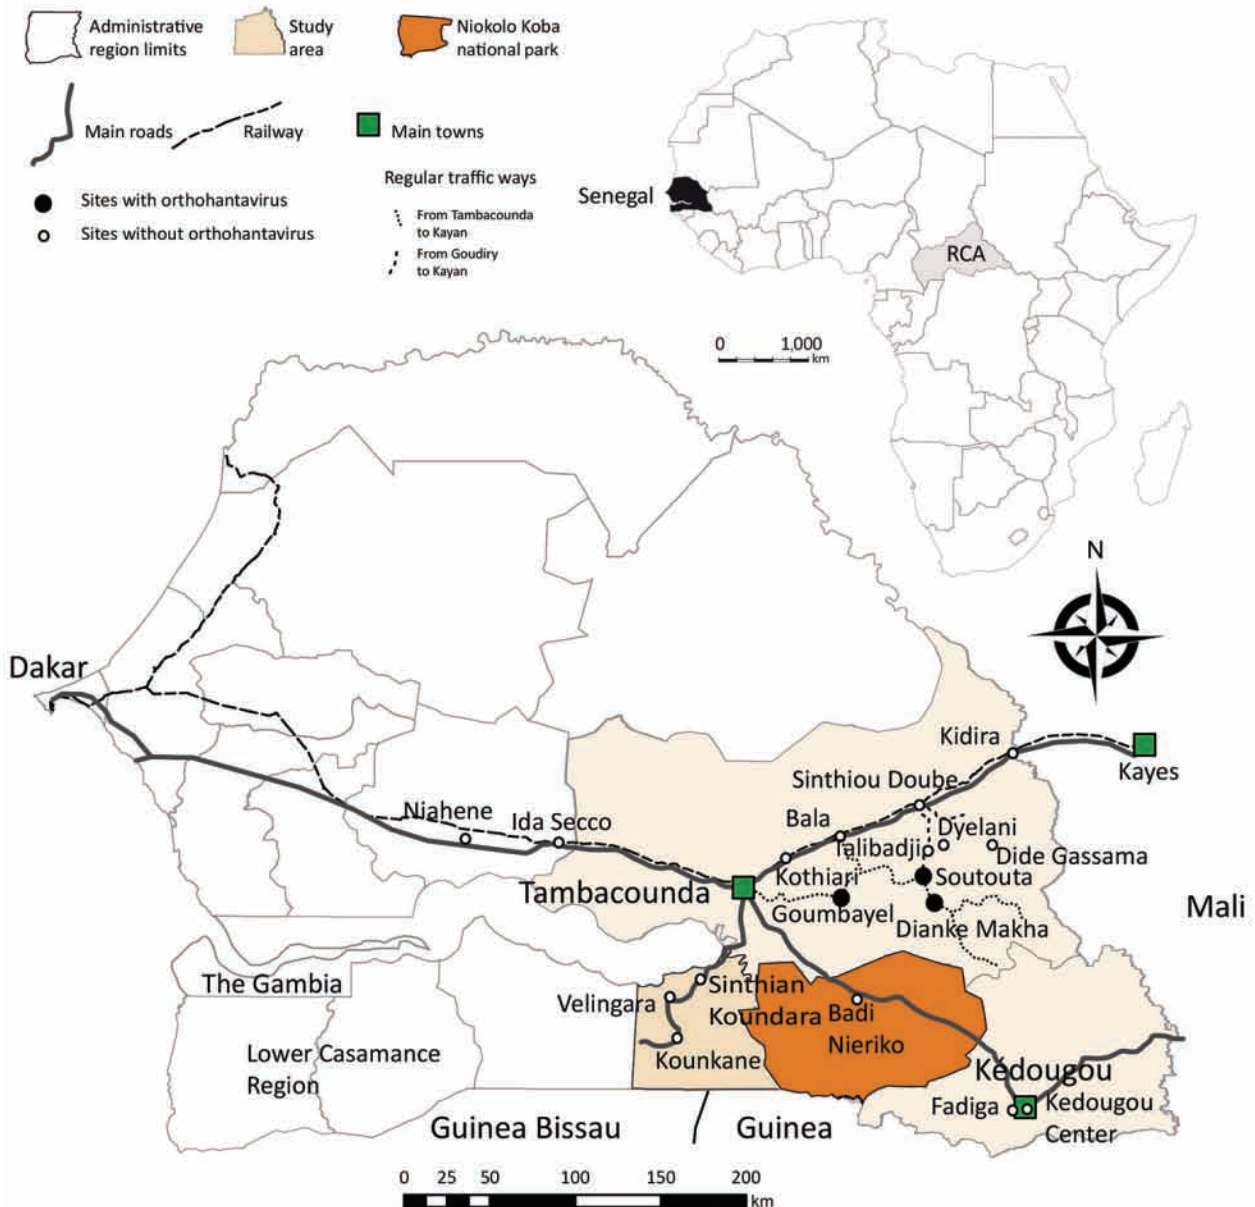 Administrative
region limits
Study
area
Niokolo Koba
national park
Main roads
Railway
Main towns
Regular traffic ways
From Tambacounda
to Kayan
From Goudiry
to Kayan
Sites with orthohantavirus
Sites without orthohantavirus
Senegal
RCA
0 1,000
km
N
Dakar
Kidira
Kayes
Sinthiou Doube
Bala
Niahene
Ida Secco
Dyelani
Talibadji
Dide Gassama
Kothiari
Soutouta
Tambacounda
Goumbayel
Dianke Makha
Mali
The Gambia
Velingara
Sinthian
Koundara
Badi
Nieriko
Kounkane
Lower Casamance
Region
Kedougou
Fadiga
Kedougou
Center
Guinea Bissau
Guinea
0 25 50 100 150 200
km